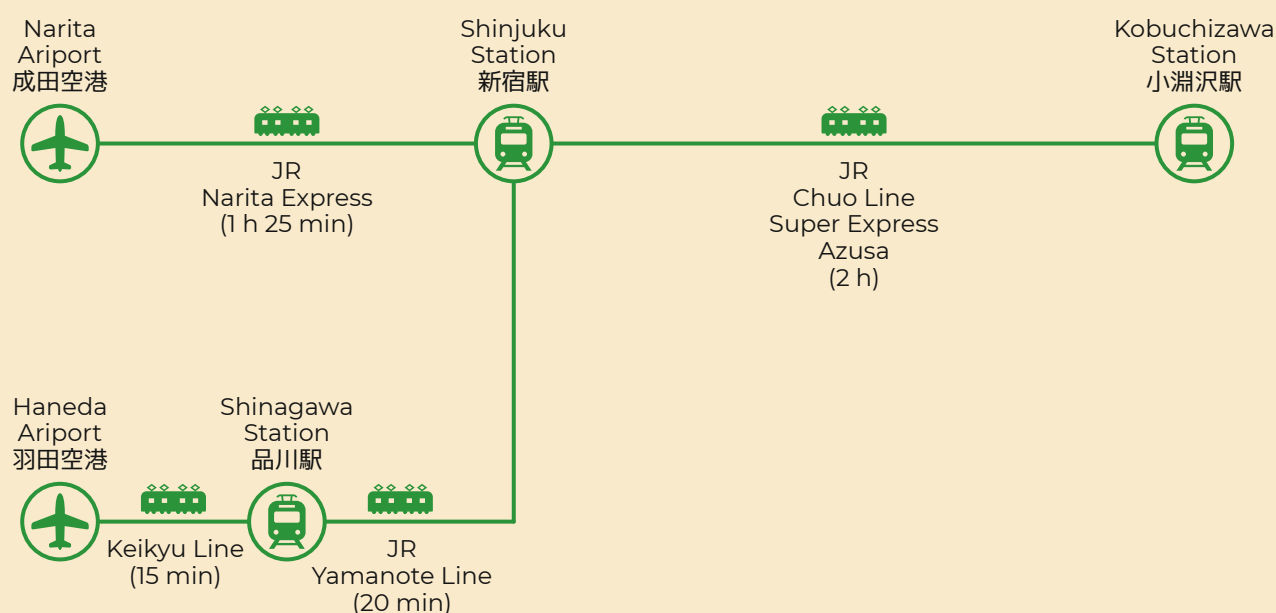 Narita
Ariport
成田空港
Shinjuku
Station
新宿駅
Kobuchizawa
Station
小淵沢駅
JR
Narita Express
(1 h 25 min)
JR
Chuo Line
Super Express
Azusa
(2 h)
Haneda
Ariport
羽田空港
Shinagawa
Station
品川駅
Keikyu Line
(15 min)
JR
Yamanote Line
(20 min)